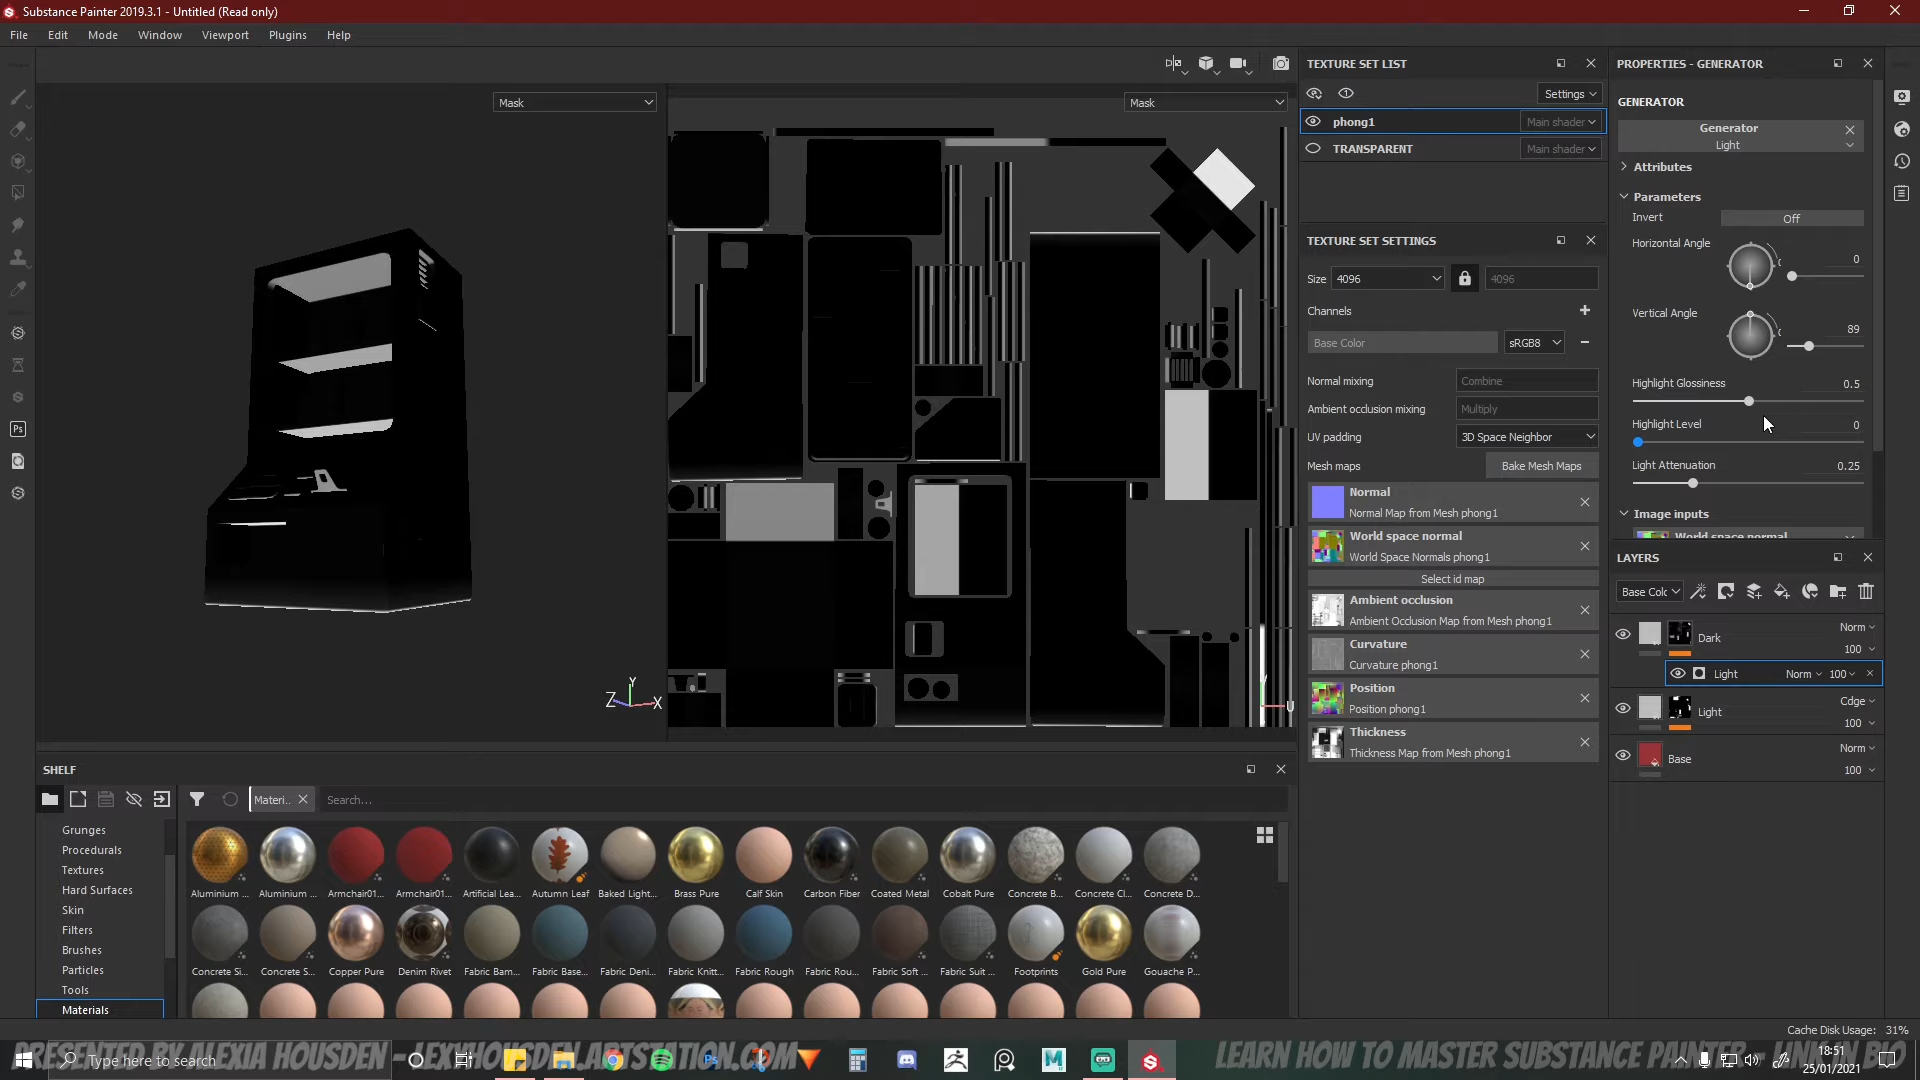 Substance Painter 2019.3.1 - Untitled (Read only)
File Edit Mode Window Viewport Plugins Help
Mask
Mask
Z Y X
U
TEXTURE SET LIST
Settings
phong1 Main shader
TRANSPARENT Main shader
TEXTURE SET SETTINGS
Size 4096 4096
Channels
Base Color sRGB8
Normal mixing Combine
Ambient occlusion mixing Multiply
UV padding 3D Space Neighbor
Mesh maps Bake Mesh Maps
Normal
Normal Map from Mesh phong1
World space normal
World Space Normals phong1
Select id map
Ambient occlusion
Ambient Occlusion Map from Mesh phong1
Curvature
Curvature phong1
Position
Position phong1
Thickness
Thickness Map from Mesh phong1
PROPERTIES - GENERATOR
GENERATOR
Generator
Light
Attributes
Parameters
Invert Off
Horizontal Angle 0
Vertical Angle 89
Highlight Glossiness 0.5
Highlight Level 0
Light Attenuation 0.25
Image inputs
World space normal
LAYERS
Base Colc
Dark Norm
100
Light Norm 100
Light Cdge
100
Base Norm
100
SHELF
Materi.. Search...
Grunges
Procedurals
Textures
Hard Surfaces
Skin
Filters
Brushes
Particles
Tools
Materials
Aluminium ... Aluminium ... Armchair01... Armchair01... Artificial Lea... Autumn Leaf Baked Light... Brass Pure Calf Skin Carbon Fiber Coated Metal Cobalt Pure Concrete B... Concrete Cl... Concrete D...
Concrete Si... Concrete S... Copper Pure Denim Rivet Fabric Bam... Fabric Base... Fabric Deni... Fabric Knitt... Fabric Rough Fabric Rou... Fabric Soft ... Fabric Suit ... Footprints Gold Pure Gouache P...
Cache Disk Usage: 31%
Type here to search
PRESENTED BY ALEXIA HOUSDEN - LEXYHOUSDEN.ARTSTATION.COM
LEARN HOW TO MASTER SUBSTANCE PAINTER - LINK IN BIO
Ps
18:51
25/01/2021